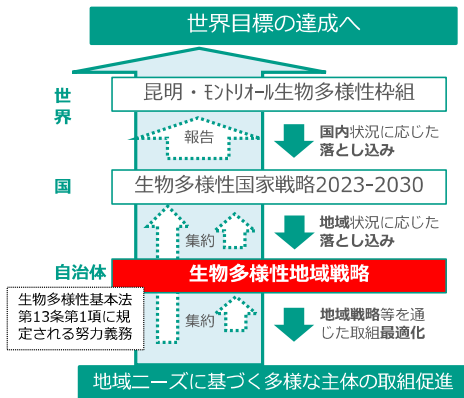 世界目標の達成へ
世
界
昆明・ﾓﾝﾄﾘｵｰﾙ生物多様性枠組
報告
国内状況に応じた
落とし込み
国
生物多様性国家戦略2023-2030
集約
地域状況に応じた
落とし込み
自治体
生物多様性地域戦略
生物多様性基本法
第13条第1項に規
定される努力義務
集約
地域戦略等を通
じた取組最適化
地域ニーズに基づく多様な主体の取組促進